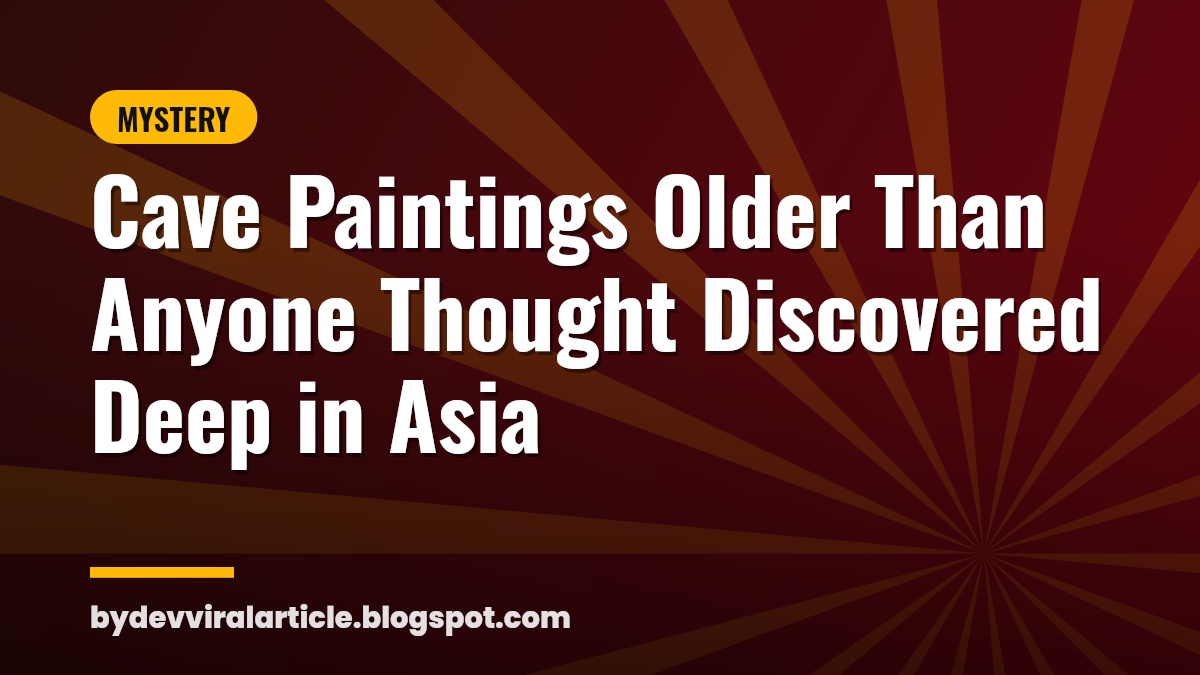 MYSTERY
Cave Paintings Older Than
Anyone Thought Discovered
Deep in Asia
bydevviralarticle.blogspot.com